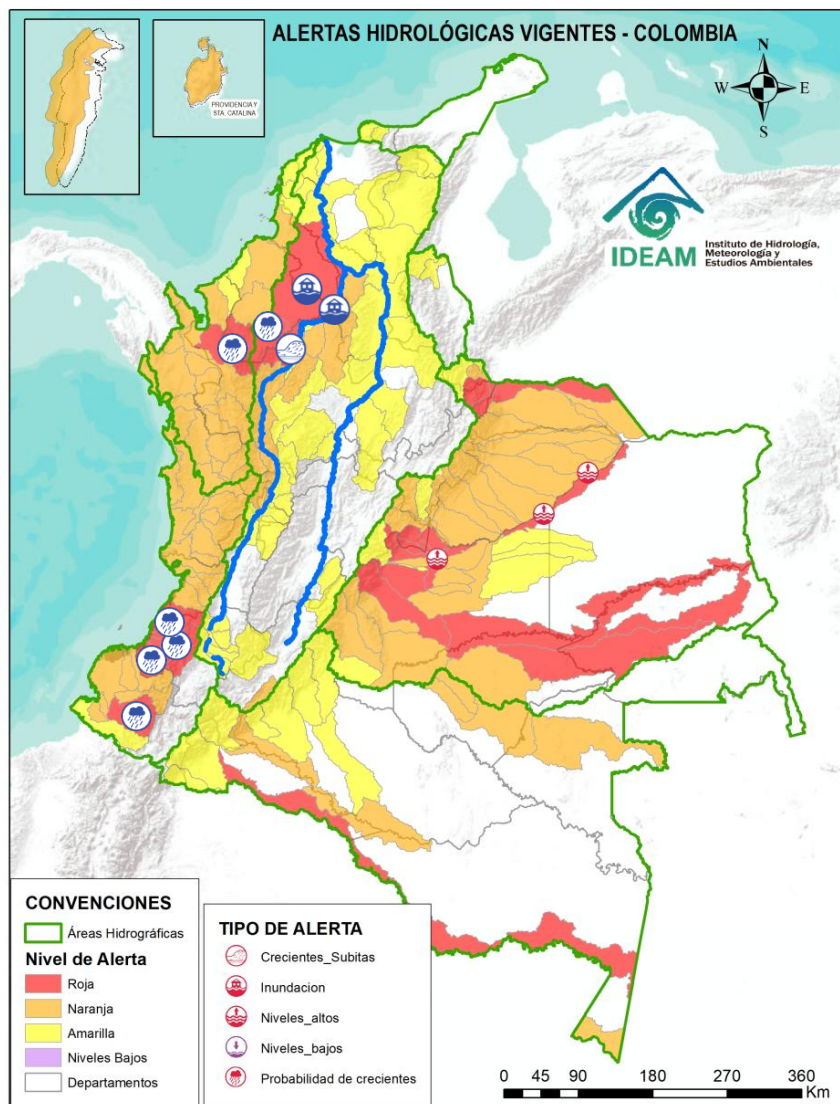 ALERTAS HIDROLÓGICAS VIGENTES - COLOMBIA
PROVIDENCIA Y
STA. CATALINA
N
W
E
S
IDEAM
Instituto de Hidrología,
Meteorología y
Estudios Ambientales
CONVENCIONES
Áreas Hidrográficas
Nivel de Alerta
Roja
Naranja
Amarilla
Niveles Bajos
Departamentos
TIPO DE ALERTA
Crecientes_Subitas
Inundacion
Niveles_altos
Niveles_bajos
Probabilidad de crecientes
0 45 90 180 270 360
Km